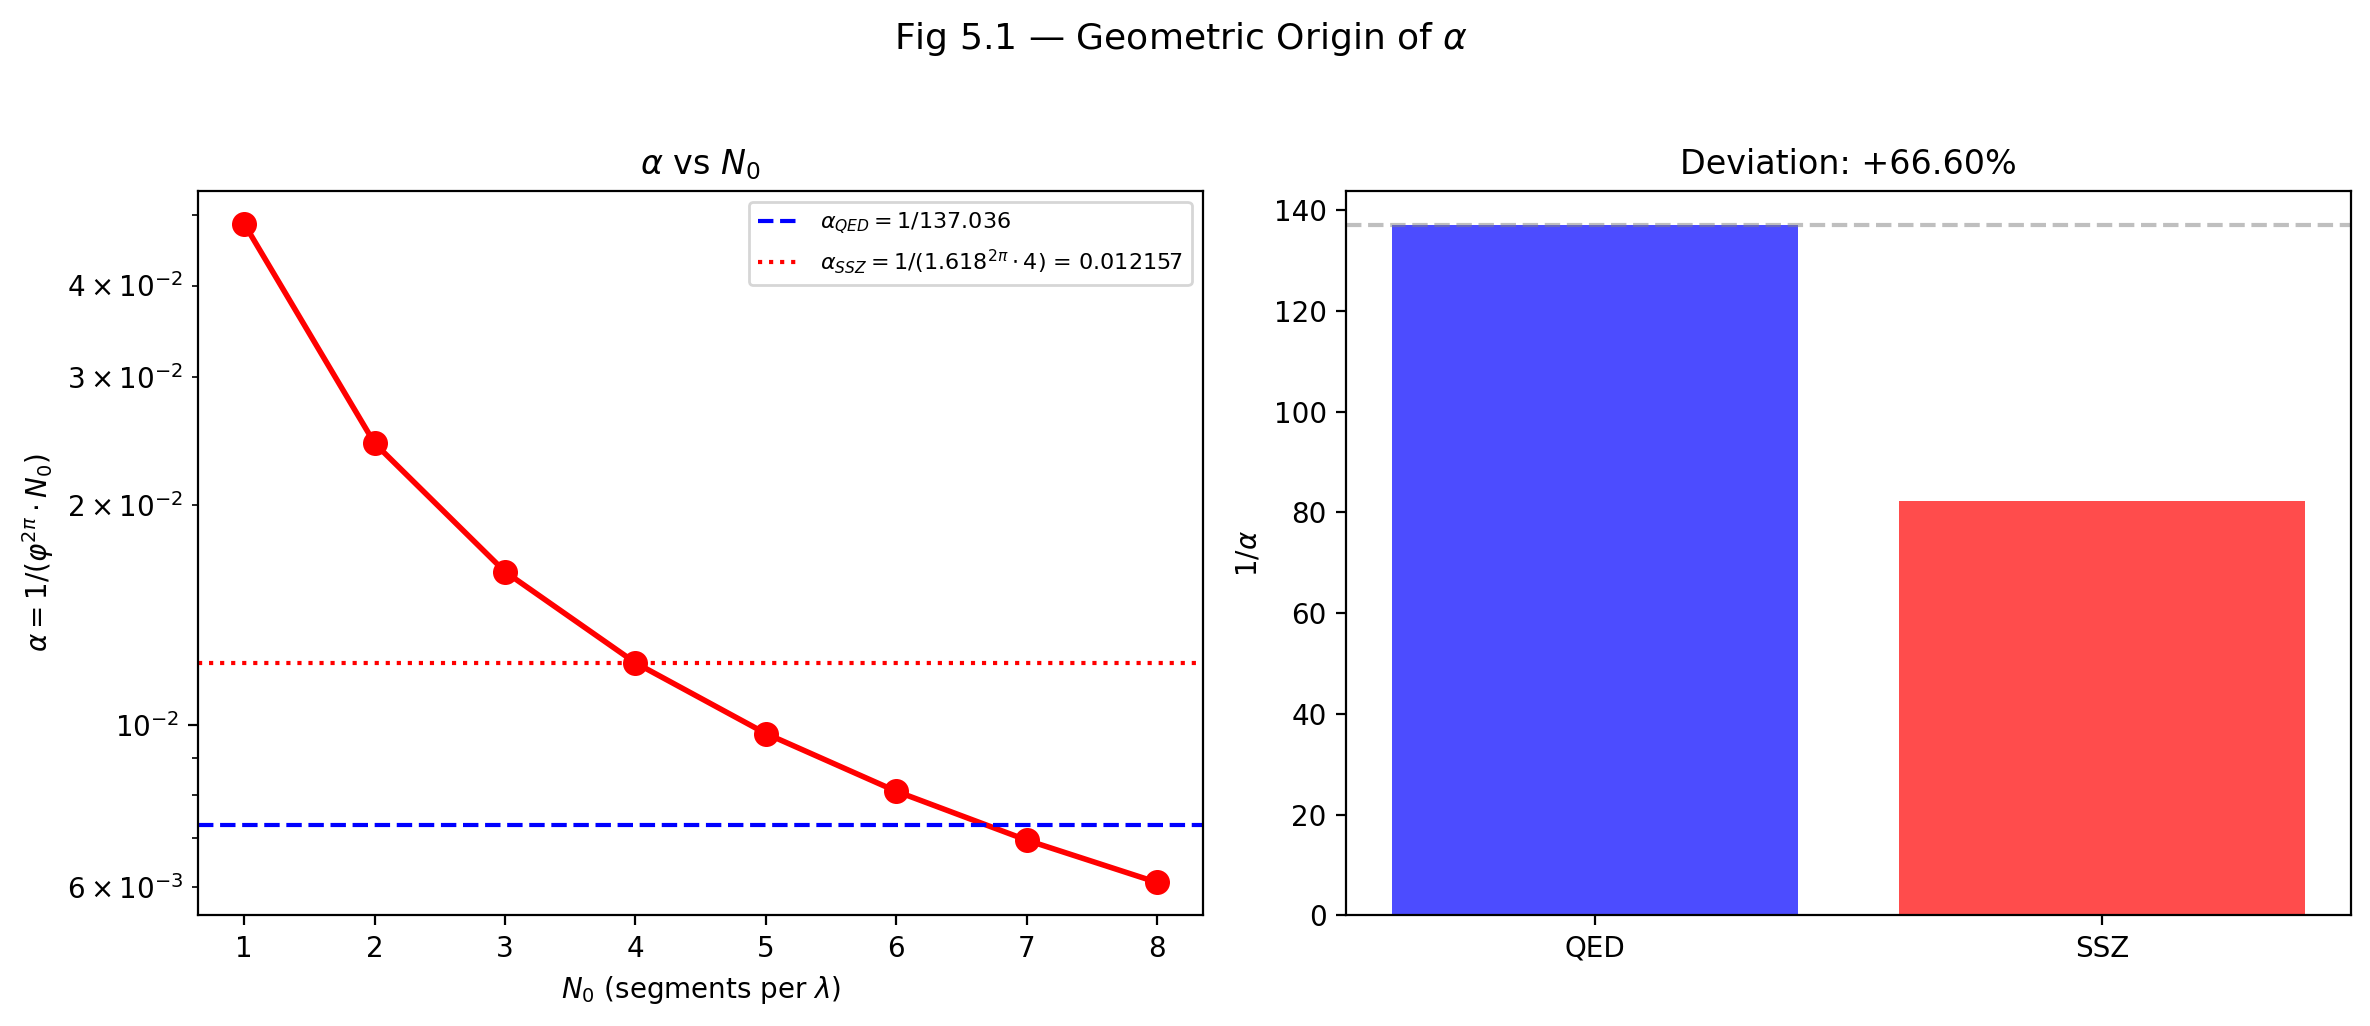 Fig 5.1 — Geometric Origin of α
α vs N₀
α_QED = 1/137.036
α_SSZ = 1/(1.618^{2π} · 4) = 0.012157
4 × 10⁻²
3 × 10⁻²
2 × 10⁻²
10⁻²
6 × 10⁻³
α = 1/(φ^{2π} · N₀)
1 2 3 4 5 6 7 8
N₀ (segments per λ)
Deviation: +66.60%
140
120
100
80
60
40
20
0
1/α
QED SSZ